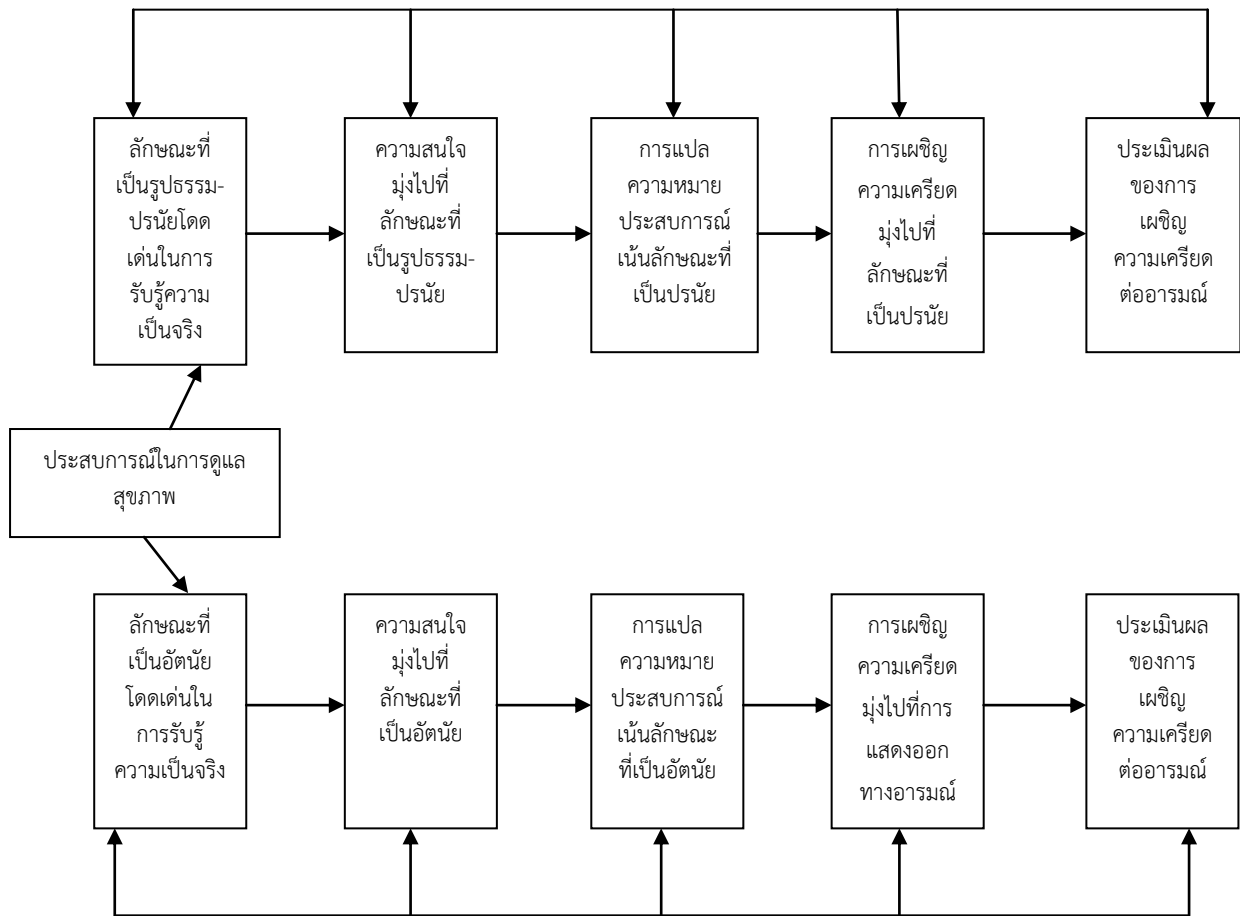 ลักษณะที่
เป็นรูปธรรม-
ปรนัยโดด
เด่นในการ
รับรู้ความ
เป็นจริง
ความสนใจ
มุ่งไปที่
ลักษณะที่
เป็นรูปธรรม-
ปรนัย
การแปล
ความหมาย
ประสบการณ์
เน้นลักษณะที่
เป็นปรนัย
การเผชิญ
ความเครียด
มุ่งไปที่
ลักษณะที่
เป็นปรนัย
ประเมินผล
ของการ
เผชิญ
ความเครียด
ต่ออารมณ์
ประสบการณ์ในการดูแล
สุขภาพ
ลักษณะที่
เป็นอัตนัย
โดดเด่นใน
การรับรู้
ความเป็นจริง
ความสนใจ
มุ่งไปที่
ลักษณะที่
เป็นอัตนัย
การแปล
ความหมาย
ประสบการณ์
เน้นลักษณะ
ที่เป็นอัตนัย
การเผชิญ
ความเครียด
มุ่งไปที่การ
แสดงออก
ทางอารมณ์
ประเมินผล
ของการ
เผชิญ
ความเครียด
ต่ออารมณ์